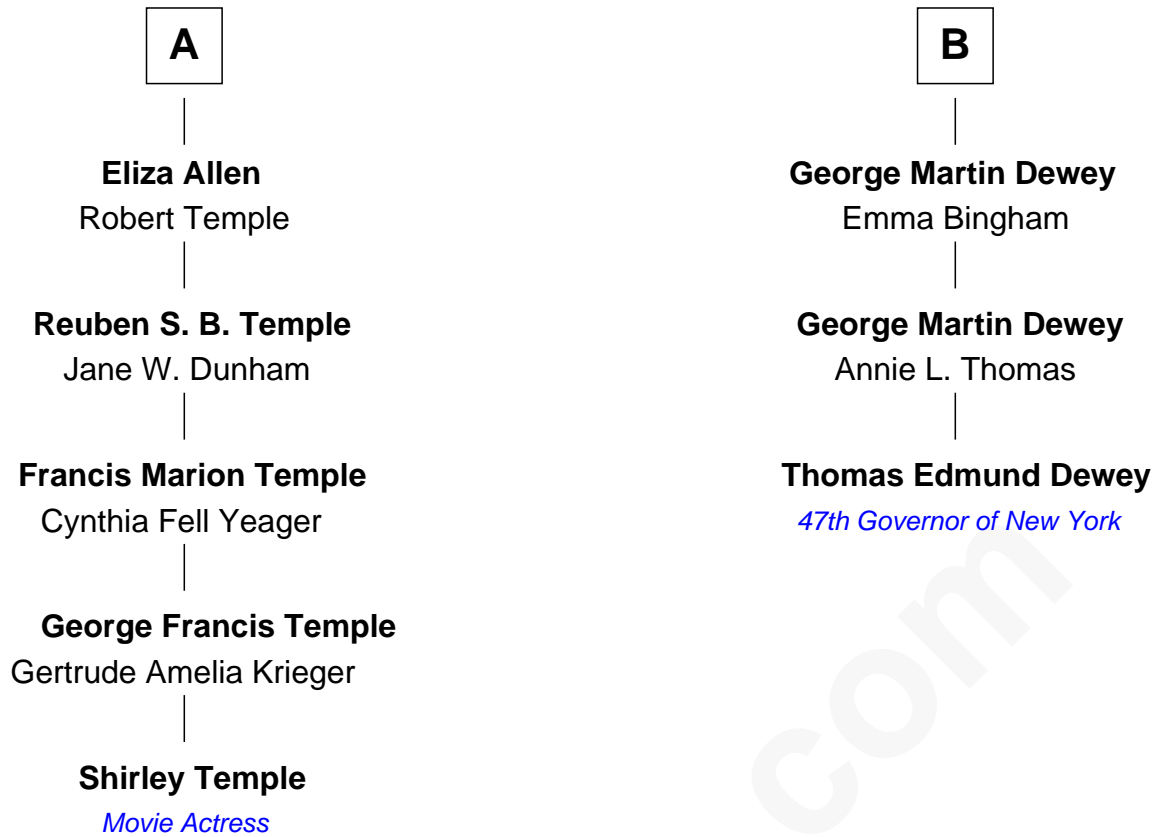 A
Eliza Allen
Robert Temple
Reuben S. B. Temple
Jane W. Dunham
Francis Marion Temple
Cynthia Fell Yeager
George Francis Temple
Gertrude Amelia Krieger
Shirley Temple
Movie Actress
B
George Martin Dewey
Emma Bingham
George Martin Dewey
Annie L. Thomas
Thomas Edmund Dewey
47th Governor of New York
com